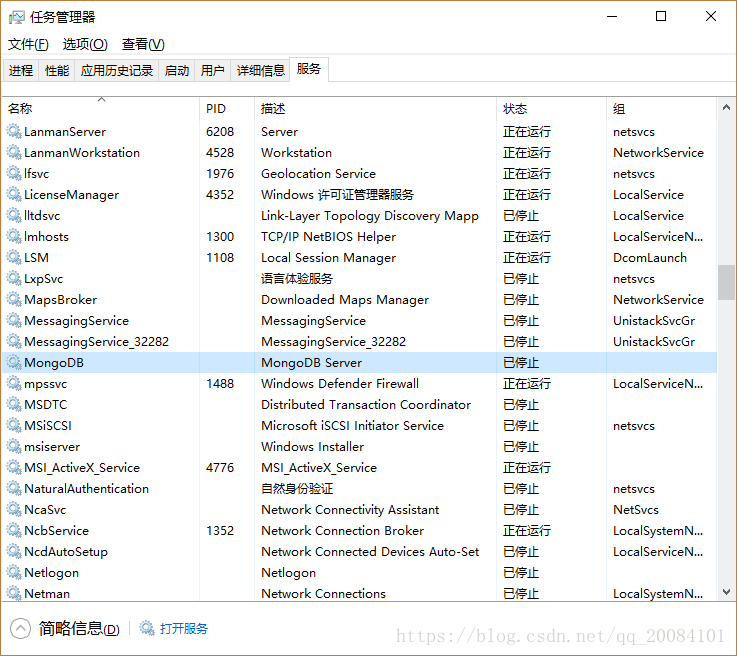 任务管理器
文件(F) 选项(O) 查看(V)
进程 性能 应用历史记录 启动 用户 详细信息 服务
名称 PID 描述 状态 组
LanmanServer 6208 Server 正在运行 netsvcs
LanmanWorkstation 4528 Workstation 正在运行 NetworkService
lfsvc 1976 Geolocation Service 正在运行 netsvcs
LicenseManager 4352 Windows 许可证管理器服务 正在运行 LocalService
lltdsvc Link-Layer Topology Discovery Mapp 已停止 LocalService
lmhosts 1300 TCP/IP NetBIOS Helper 正在运行 LocalServiceN...
LSM 1108 Local Session Manager 正在运行 DcomLaunch
LxpSvc 语言体验服务 已停止 netsvcs
MapsBroker Downloaded Maps Manager 已停止 NetworkService
MessagingService MessagingService 已停止 UnistackSvcGr
MessagingService_32282 MessagingService_32282 已停止 UnistackSvcGr
MongoDB MongoDB Server 已停止
mpssvc 1488 Windows Defender Firewall 正在运行 LocalServiceN...
MSDTC Distributed Transaction Coordinator 已停止
MSiSCSI Microsoft iSCSI Initiator Service 已停止 netsvcs
msiserver Windows Installer 已停止
MSI_ActiveX_Service 4776 MSI_ActiveX_Service 正在运行
NaturalAuthentication 自然身份验证 已停止 netsvcs
NcaSvc Network Connectivity Assistant 已停止 NetSvcs
NcbService 1352 Network Connection Broker 正在运行 LocalSystemN...
NcdAutoSetup Network Connected Devices Auto-Set 已停止 LocalServiceN...
Netlogon Netlogon 已停止
Netman Network Connections 已停止 LocalSystemN...
简略信息(D) 打开服务
https://blog.csdn.net/qq_20084101